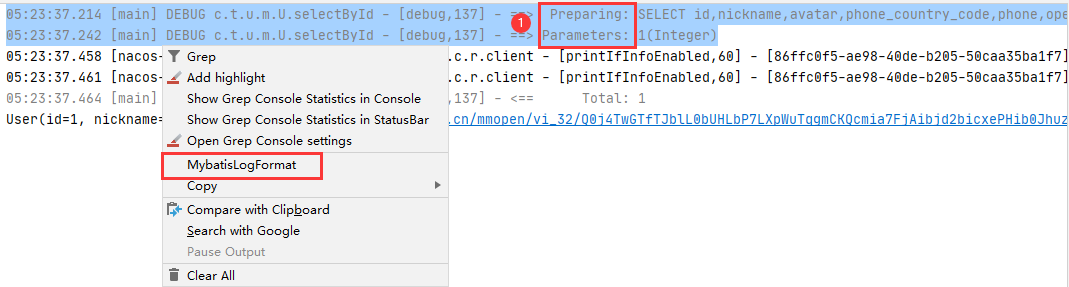 05:23:37.214 [main] DEBUG c.t.u.m.U.selectById - [debug,137] - ==>  Preparing: SELECT id,nickname,avatar,phone_country_code,phone,ope
1
05:23:37.242 [main] DEBUG c.t.u.m.U.selectById - [debug,137] - ==> Parameters: 1(Integer)
05:23:37.458 [nacos- .c.r.client - [printIfInfoEnabled,60] - [86ffc0f5-ae98-40de-b205-50caa35ba1f7]
05:23:37.461 [nacos- .c.r.client - [printIfInfoEnabled,60] - [86ffc0f5-ae98-40de-b205-50caa35ba1f7]
05:23:37.464 [main] ,137] - <==      Total: 1
User(id=1, nickname= .cn/mmopen/vi_32/Q0j4TwGTfTJblL0bUHLbP7LXpWuTqgmCKQcmia7FjAibjd2bicxePHib0Jhuz
Grep
Add highlight
Show Grep Console Statistics in Console
Show Grep Console Statistics in StatusBar
Open Grep Console settings
MybatisLogFormat
Copy
Compare with Clipboard
Search with Google
Pause Output
Clear All